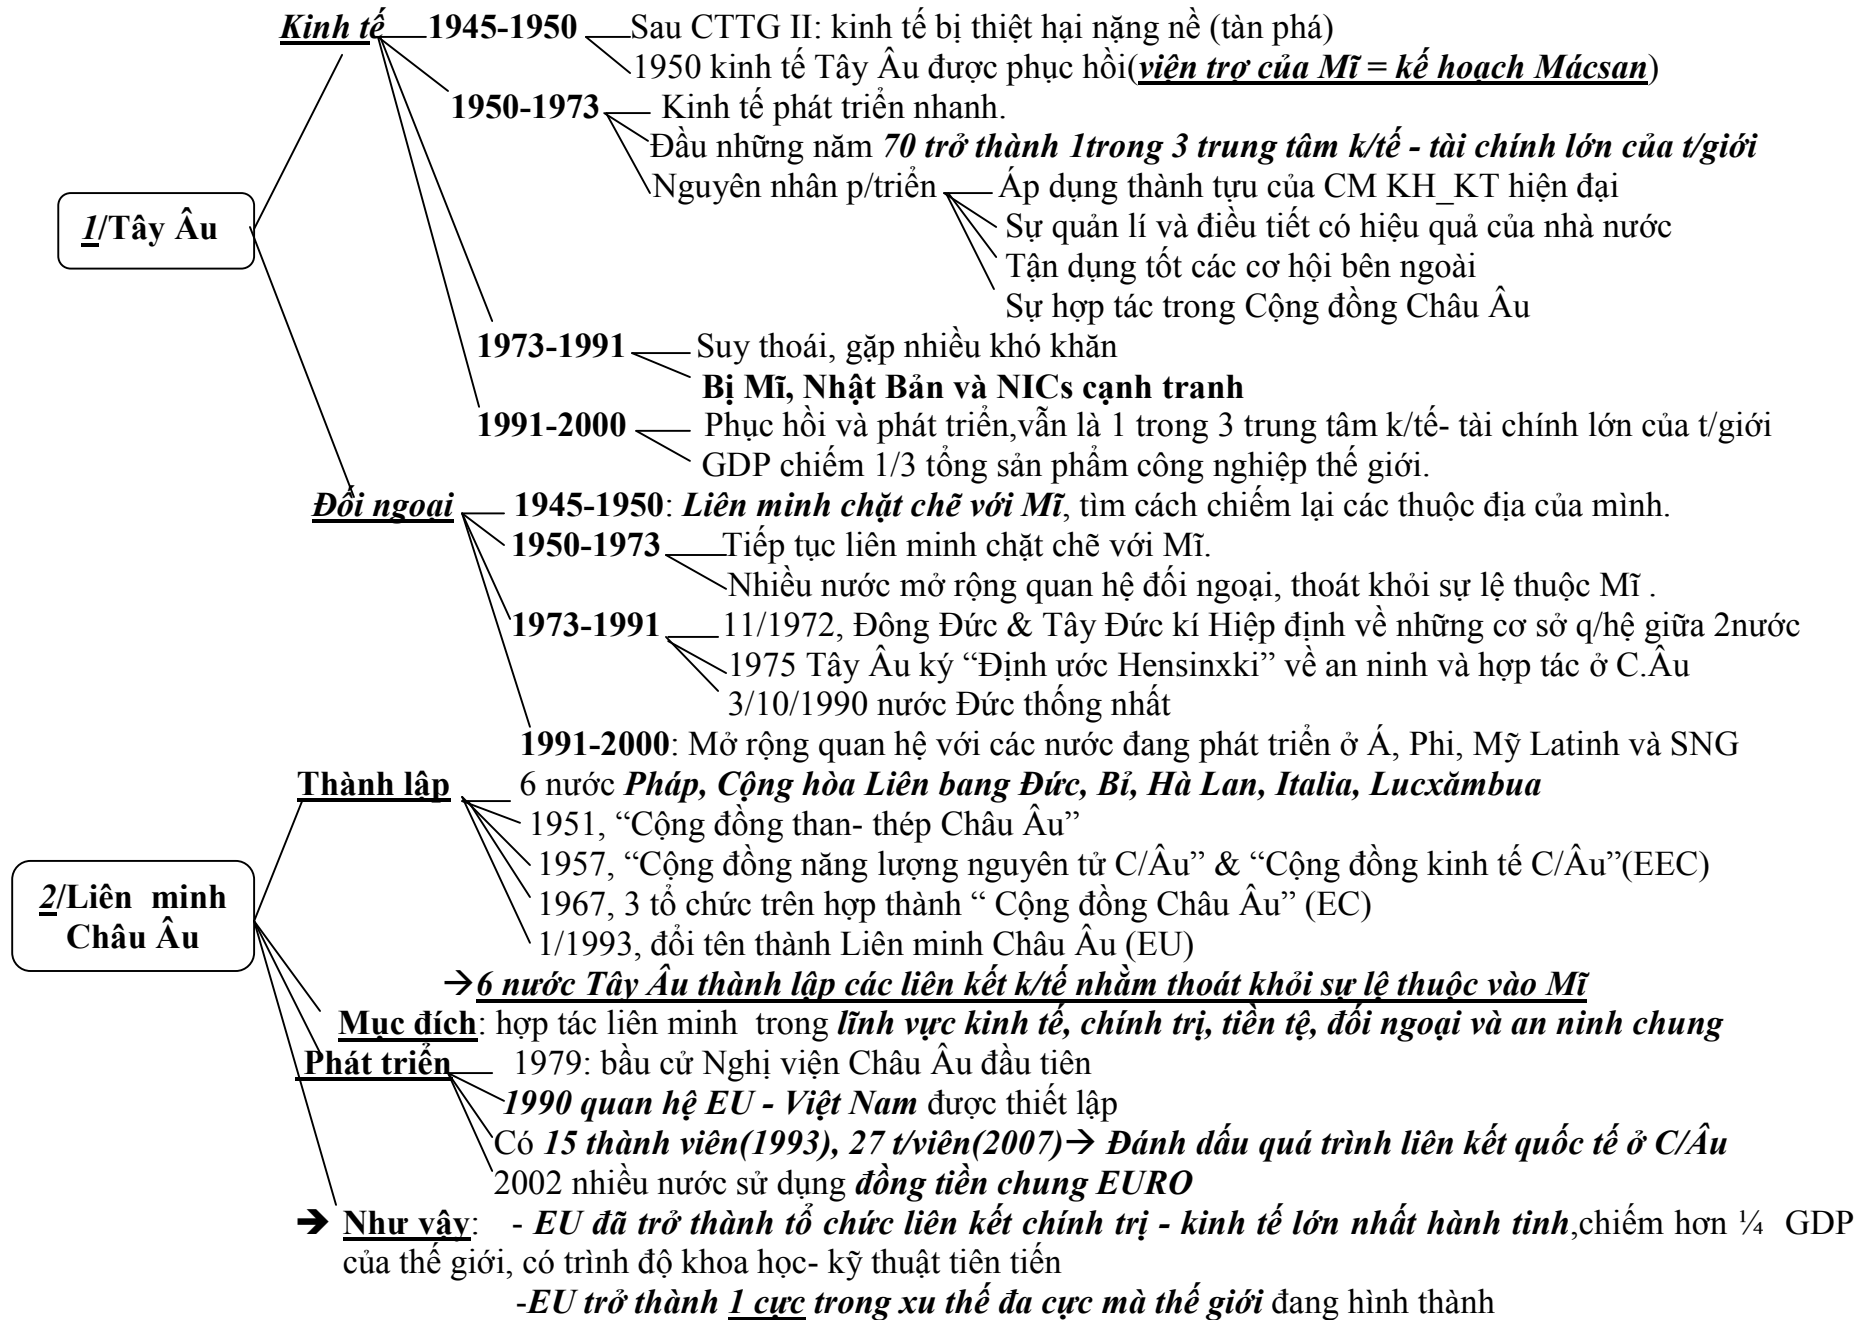 Kinh tế 1945-1950 Sau CTTG II: kinh tế bị thiệt hại nặng nề (tàn phá)
1950 kinh tế Tây Âu được phục hồi(viện trợ của Mĩ = kế hoạch Mácsan)
1950-1973 Kinh tế phát triển nhanh.
Đầu những năm 70 trở thành 1trong 3 trung tâm k/tế - tài chính lớn của t/giới
Nguyên nhân p/triển Áp dụng thành tựu của CM KH_KT hiện đại
1/Tây Âu Sự quản lí và điều tiết có hiệu quả của nhà nước
Tận dụng tốt các cơ hội bên ngoài
Sự hợp tác trong Cộng đồng Châu Âu
1973-1991 Suy thoái, gặp nhiều khó khăn
Bị Mĩ, Nhật Bản và NICs cạnh tranh
1991-2000 Phục hồi và phát triển,vẫn là 1 trong 3 trung tâm k/tế- tài chính lớn của t/giới
GDP chiếm 1/3 tổng sản phẩm công nghiệp thế giới.
Đối ngoại 1945-1950: Liên minh chặt chẽ với Mĩ, tìm cách chiếm lại các thuộc địa của mình.
1950-1973 Tiếp tục liên minh chặt chẽ với Mĩ.
Nhiều nước mở rộng quan hệ đối ngoại, thoát khỏi sự lệ thuộc Mĩ .
1973-1991 11/1972, Đông Đức & Tây Đức kí Hiệp định về những cơ sở q/hệ giữa 2nước
1975 Tây Âu ký “Định ước Hensinxki” về an ninh và hợp tác ở C.Âu
3/10/1990 nước Đức thống nhất
1991-2000: Mở rộng quan hệ với các nước đang phát triển ở Á, Phi, Mỹ Latinh và SNG
Thành lập 6 nước Pháp, Cộng hòa Liên bang Đức, Bỉ, Hà Lan, Italia, Lucxămbua
1951, “Cộng đồng than- thép Châu Âu”
1957, “Cộng đồng năng lượng nguyên tử C/Âu” & “Cộng đồng kinh tế C/Âu”(EEC)
2/Liên minh 1967, 3 tổ chức trên hợp thành “ Cộng đồng Châu Âu” (EC)
Châu Âu 1/1993, đổi tên thành Liên minh Châu Âu (EU)
→6 nước Tây Âu thành lập các liên kết k/tế nhằm thoát khỏi sự lệ thuộc vào Mĩ
Mục đích: hợp tác liên minh trong lĩnh vực kinh tế, chính trị, tiền tệ, đối ngoại và an ninh chung
Phát triển 1979: bầu cử Nghị viện Châu Âu đầu tiên
1990 quan hệ EU - Việt Nam được thiết lập
Có 15 thành viên(1993), 27 t/viên(2007)→ Đánh dấu quá trình liên kết quốc tế ở C/Âu
2002 nhiều nước sử dụng đồng tiền chung EURO
➔ Như vậy: - EU đã trở thành tổ chức liên kết chính trị - kinh tế lớn nhất hành tinh,chiếm hơn ¼ GDP
của thế giới, có trình độ khoa học- kỹ thuật tiên tiến
-EU trở thành 1 cực trong xu thế đa cực mà thế giới đang hình thành